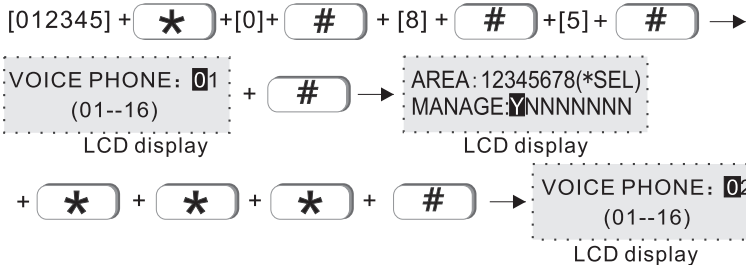 [012345] + * +[0]+ # + [8] + # +[5]+ #
VOICE PHONE: 01
(01--16)
LCD display
+ #
AREA: 12345678(*SEL)
MANAGE:YNNNNNNN
LCD display
+ * + * + * + #
VOICE PHONE: 02
(01--16)
LCD display